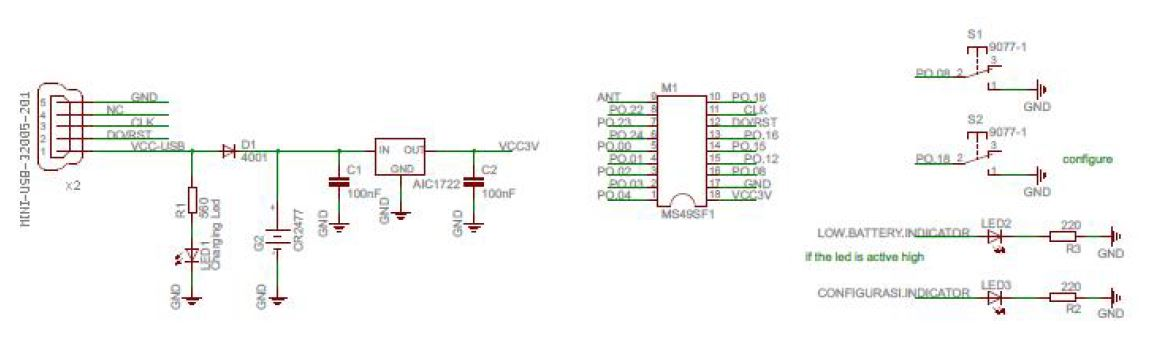 MINI-USB-32005-201
X2
5 GND
4 NC
3 CLK
2 DO/RST
1 VCC-USB
D1
4001
R1
560
LED1
Charging Led
GND
G2
+
-
CR2477
GND
C1
100nF
GND
IN OUT
GND
AIC1722
GND
C2
100nF
GND
VCC3V
M1
ANT 9 10 PO.18
PO.22 8 11 CLK
PO.23 7 12 DO/RST
PO.24 6 13 PO.16
PO.00 5 14 PO.15
PO.01 4 15 PO.12
PO.02 3 16 PO.08
PO.03 2 17 GND
PO.04 1 18 VCC3V
MS49SF1
S1
9077-1
PO.08 2 3
1
GND
S2
9077-1
PO.18 2 3
1
GND
configure
LOW.BATTERY.INDICATOR LED2 220
R3 GND
if the led is active high
CONFIGURASI.INDICATOR LED3 220
R2 GND